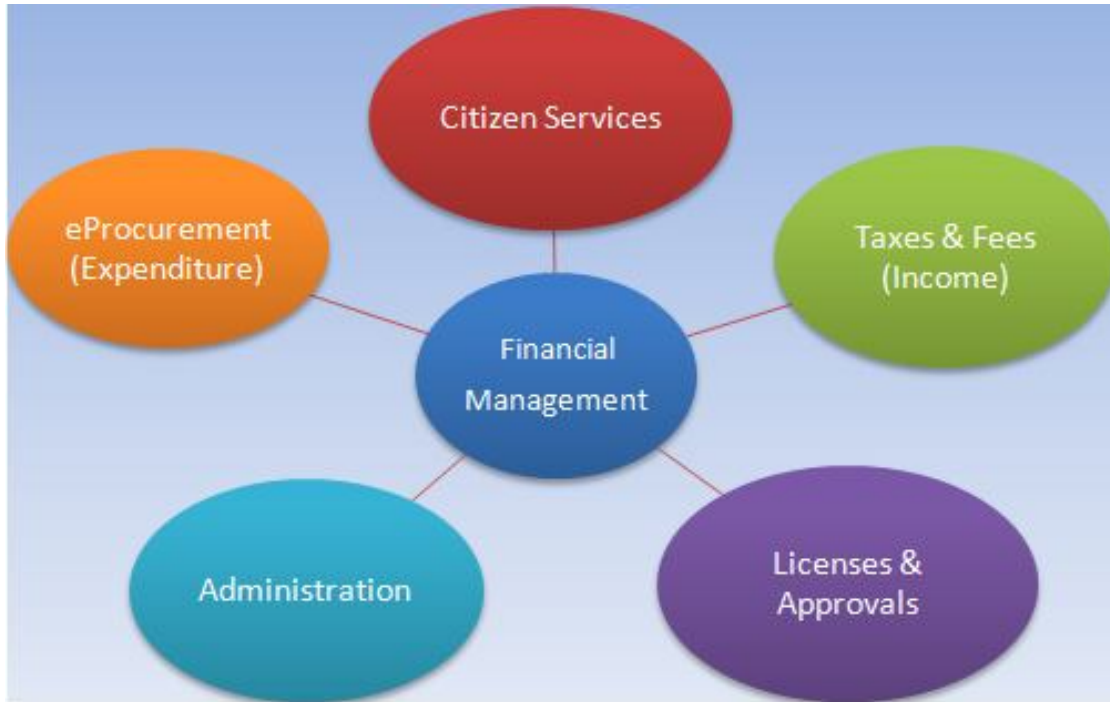 Citizen Services
eProcurement
(Expenditure)
Taxes & Fees
(Income)
Financial
Management
Administration
Licenses &
Approvals